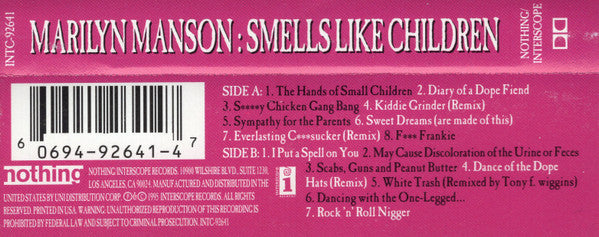 INTC-92641
MARILYN MANSON : SMELLS LIKE CHILDREN
NOTHING/
INTERSCOPE
SIDE A: 1. The Hands of Small Children 2. Diary of a Dope Fiend
3. S****y Chicken Gang Bang 4. Kiddie Grinder (Remix)
5. Sympathy for the Parents 6. Sweet Dreams (are made of this)
7. Everlasting C***sucker (Remix) 8. F*** Frankie
SIDE B: 1. I Put a Spell on You 2. May Cause Discoloration of the Urine or Feces
3. Scabs, Guns and Peanut Butter 4. Dance of the Dope
Hats (Remix) 5. White Trash (Remixed by Tony f. wiggins)
6. Dancing with the One-Legged...
7. Rock 'n' Roll Nigger
6 0694-92641-4 7
nothing
INTERSCOPE
NOTHING INTERSCOPE RECORDS. 10900 WILSHIRE BLVD., SUITE 1230,
LOS ANGELES, CA 90024. MANUFACTURED AND DISTRIBUTED IN THE
UNITED STATES BY UNI DISTRIBUTION CORP. ℗ & © 1995 INTERSCOPE RECORDS. ALL RIGHTS
RESERVED. PRINTED IN U.S.A. WARNING: UNAUTHORIZED REPRODUCTION OF THIS RECORDING IS
PROHIBITED BY FEDERAL LAW AND SUBJECT TO CRIMINAL PROSECUTION. INTC-92641